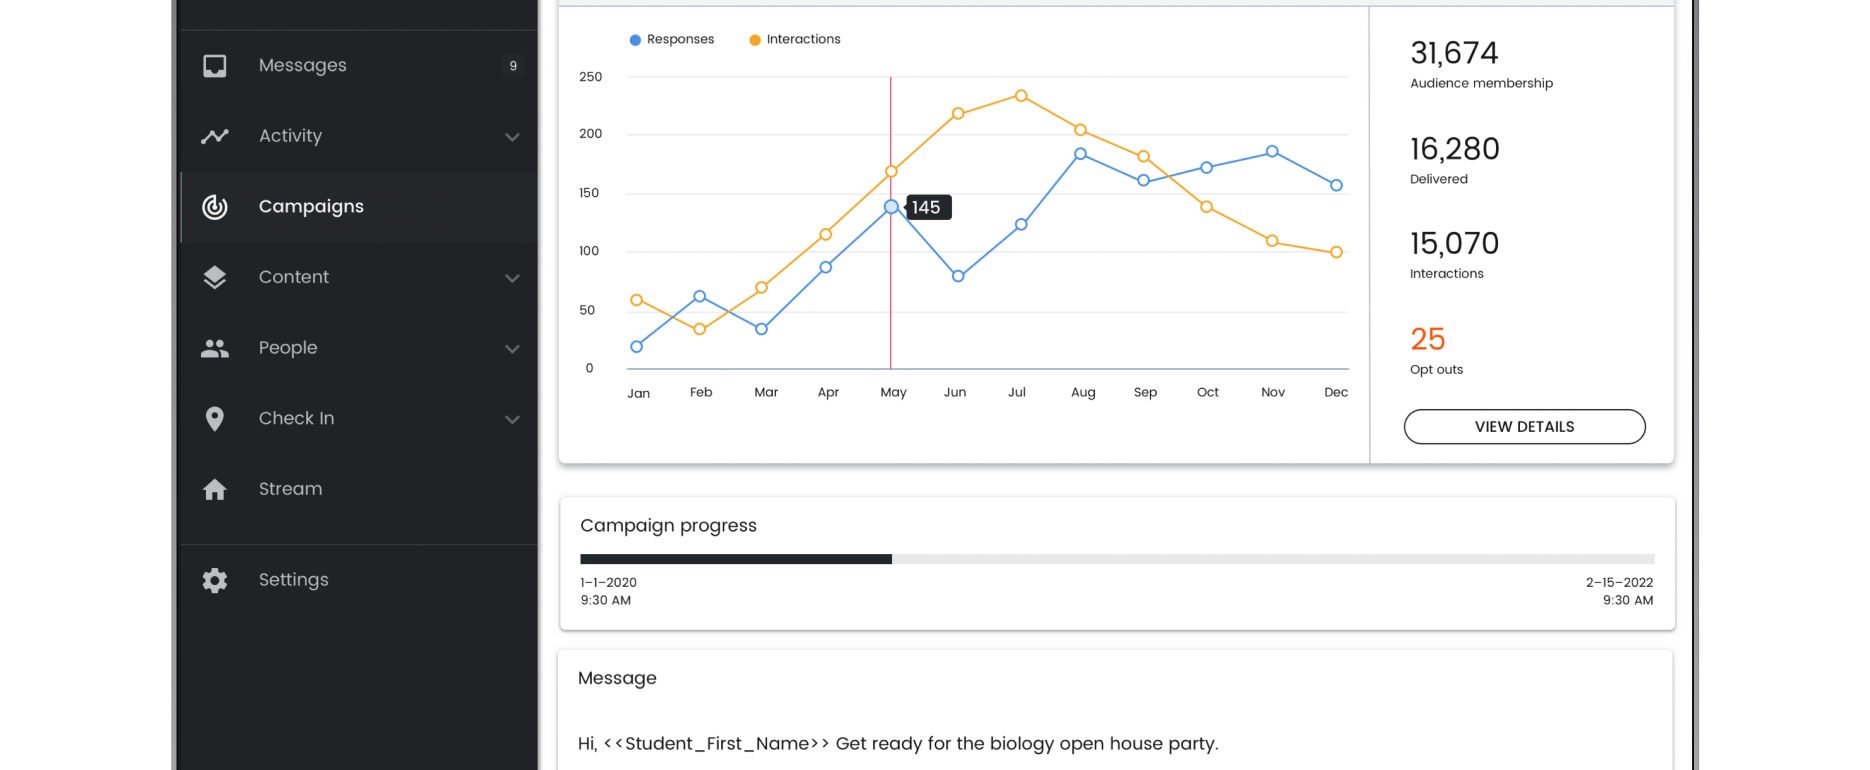 Messages 9
Activity
Campaigns
Content
People
Check In
Stream
Settings
Responses Interactions
250
200
150
100
50
0
145
Jan Feb Mar Apr May Jun Jul Aug Sep Oct Nov Dec
31,674
Audience membership
16,280
Delivered
15,070
Interactions
25
Opt outs
VIEW DETAILS
Campaign progress
1-1-2020 2-15-2022
9:30 AM 9:30 AM
Message
Hi, <<Student_First_Name>> Get ready for the biology open house party.